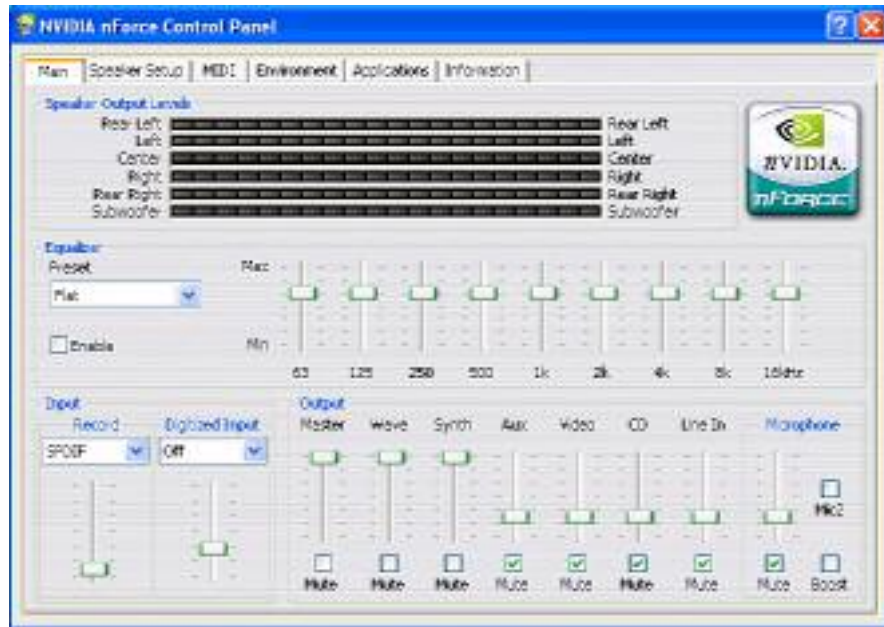 NVIDIA nForce Control Panel
Main Speaker Setup MIDI Environment Applications Information
Speaker Output Levels
Rear Left Rear Left
Left Left
Center Center
Right Right
Rear Right Rear Right
Subwoofer Subwoofer
NVIDIA.
nForce
Equalizer
Preset Max
Flat
Enable Min
63 125 250 500 1k 2k 4k 8k 16kHz
Input Output
Record Digitized Input Master Wave Synth Aux Video CD Line In Microphone
SPDIF Off
Mic2
Mute Mute Mute Mute Mute Mute Mute Mute Boost